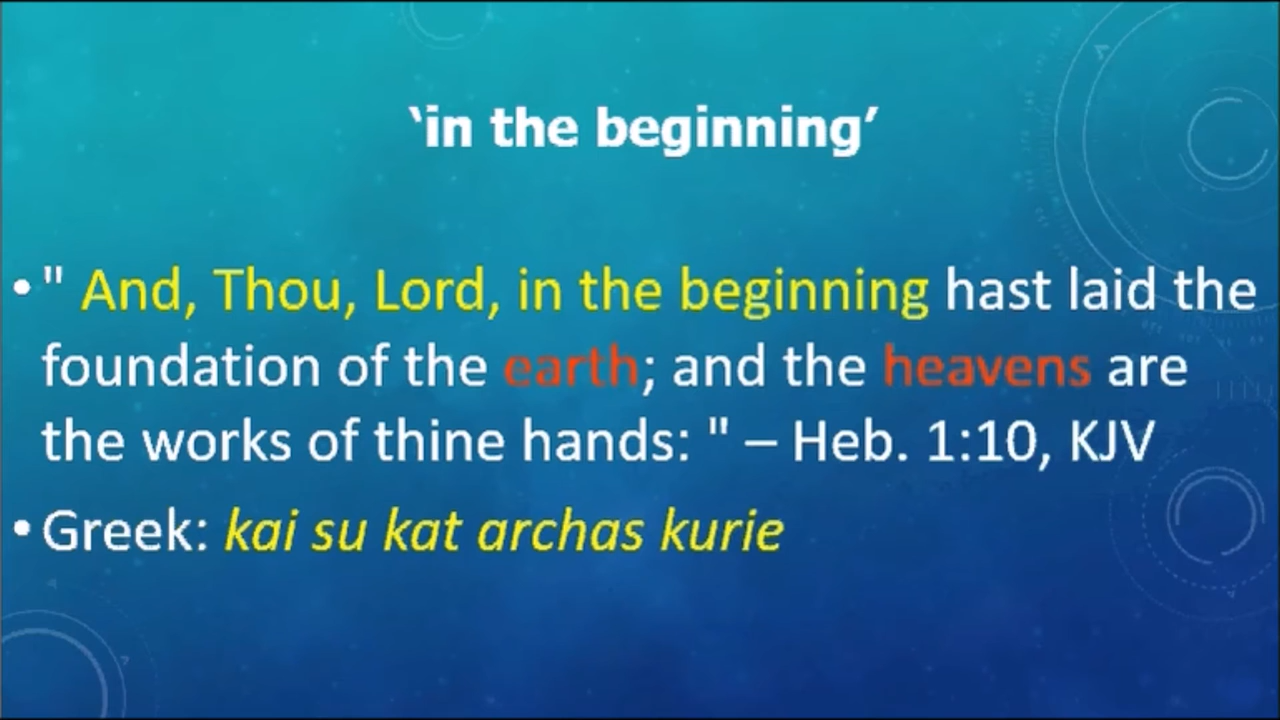 ‘in the beginning’
• " And, Thou, Lord, in the beginning hast laid the
foundation of the earth; and the heavens are
the works of thine hands: " – Heb. 1:10, KJV
• Greek: kai su kat archas kurie